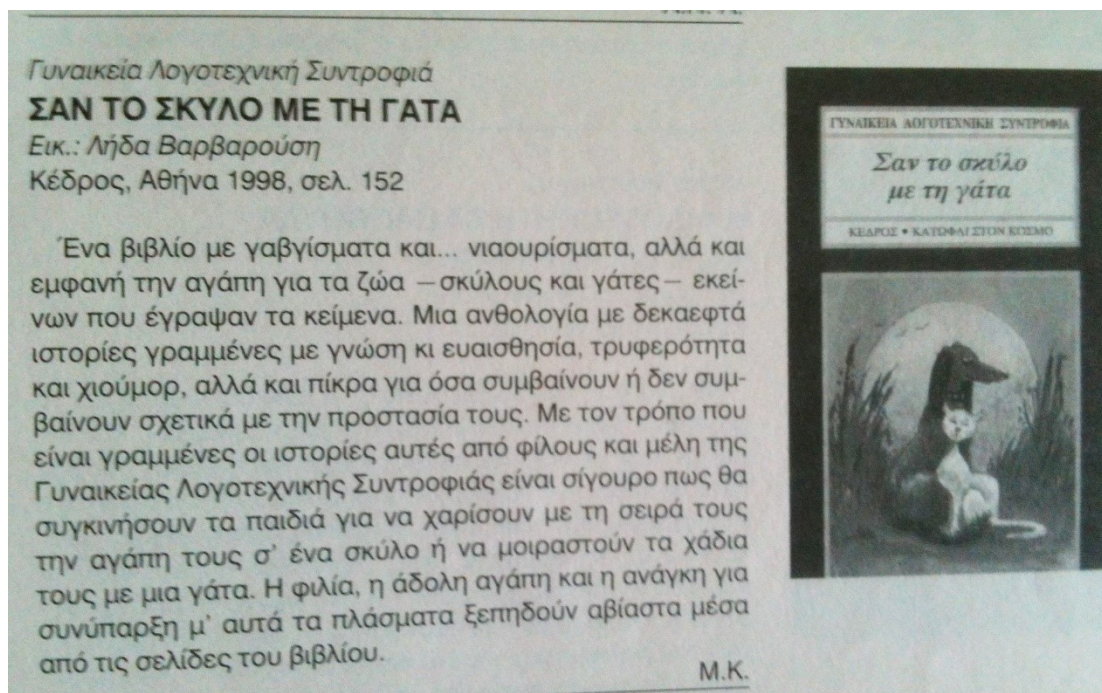 Γυναικεία Λογοτεχνική Συντροφιά
ΣΑΝ ΤΟ ΣΚΥΛΟ ΜΕ ΤΗ ΓΑΤΑ
Εικ.: Λήδα Βαρβαρούση
Κέδρος, Αθήνα 1998, σελ. 152
Ένα βιβλίο με γαβγίσματα και... νιαουρίσματα, αλλά και
εμφανή την αγάπη για τα ζώα —σκύλους και γάτες— εκεί-
νων που έγραψαν τα κείμενα. Μια ανθολογία με δεκαεφτά
ιστορίες γραμμένες με γνώση κι ευαισθησία, τρυφερότητα
και χιούμορ, αλλά και πίκρα για όσα συμβαίνουν ή δεν συμ-
βαίνουν σχετικά με την προστασία τους. Με τον τρόπο που
είναι γραμμένες οι ιστορίες αυτές από φίλους και μέλη της
Γυναικείας Λογοτεχνικής Συντροφιάς είναι σίγουρο πως θα
συγκινήσουν τα παιδιά για να χαρίσουν με τη σειρά τους
την αγάπη τους σ' ένα σκύλο ή να μοιραστούν τα χάδια
τους με μια γάτα. Η φιλία, η άδολη αγάπη και η ανάγκη για
συνύπαρξη μ' αυτά τα πλάσματα ξεπηδούν αβίαστα μέσα
από τις σελίδες του βιβλίου.
Μ.Κ.
ΓΥΝΑΙΚΕΙΑ ΛΟΓΟΤΕΧΝΙΚΗ ΣΥΝΤΡΟΦΙΑ
Σαν το σκύλο
με τη γάτα
ΚΕΔΡΟΣ • ΚΑΤΩΦΛΙ ΣΤΟΝ ΚΟΣΜΟ